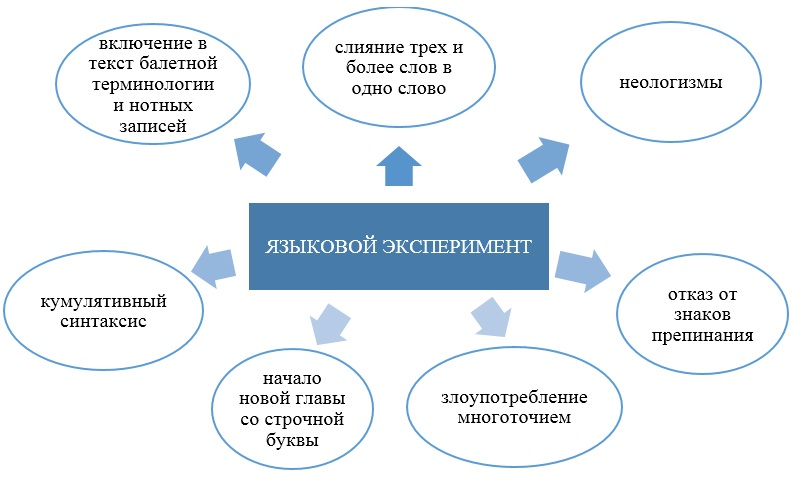 включение в
текст балетной
терминологии
и нотных
записей
слияние трех и
более слов в
одно слово
неологизмы
ЯЗЫКОВОЙ ЭКСПЕРИМЕНТ
кумулятивный
синтаксис
отказ от
знаков
препинания
начало
новой главы
со строчной
буквы
злоупотребление
многоточием